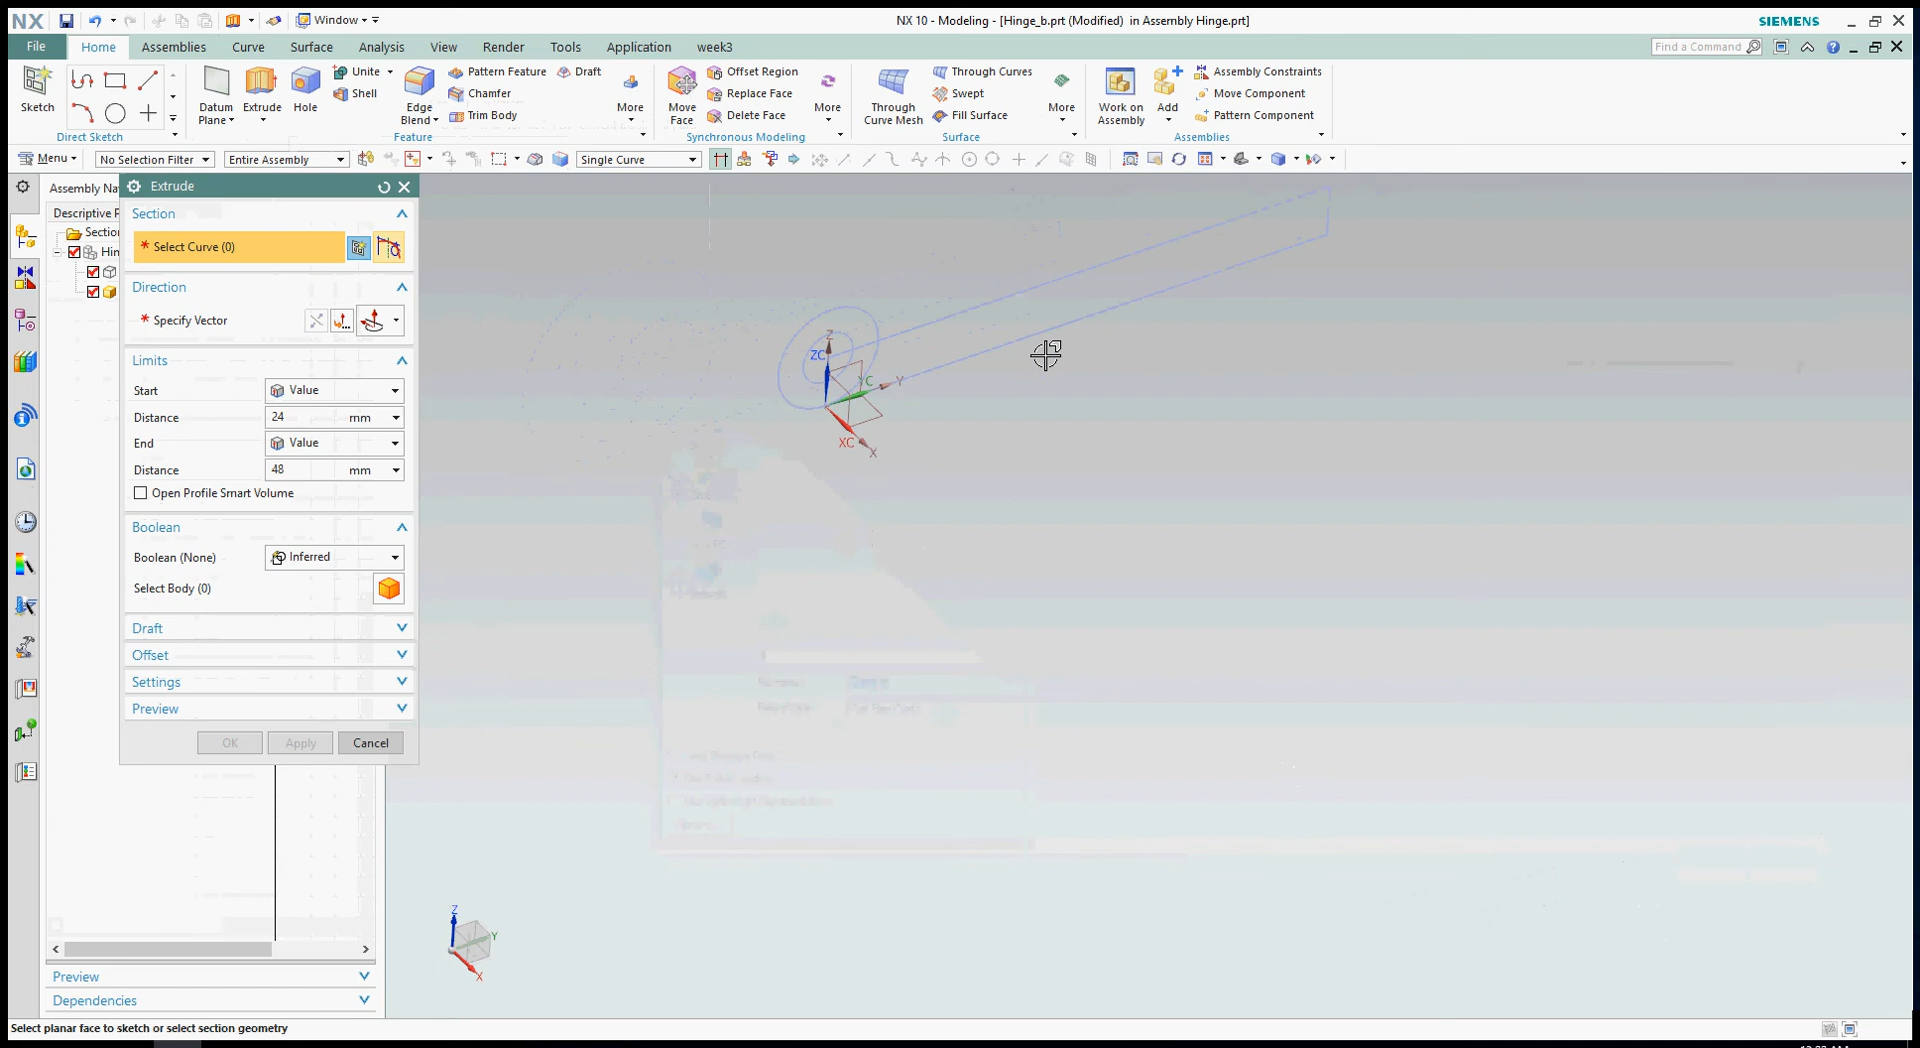 NX
Window
NX 10 - Modeling - [Hinge_b.prt (Modified) in Assembly Hinge.prt]
SIEMENS
File
Home
Assemblies
Curve
Surface
Analysis
View
Render
Tools
Application
week3
Find a Command
Sketch
Direct Sketch
Datum Plane
Extrude
Hole
Unite
Shell
Edge Blend
Pattern Feature
Draft
Chamfer
Trim Body
More
Feature
Move Face
Offset Region
Replace Face
Delete Face
More
Synchronous Modeling
Through Curve Mesh
Through Curves
Swept
Fill Surface
More
Surface
Work on Assembly
Add
Assembly Constraints
Move Component
Pattern Component
Assemblies
Menu
No Selection Filter
Entire Assembly
Single Curve
Assembly Na
Descriptive P
Section
Hin
Extrude
Section
* Select Curve (0)
Direction
* Specify Vector
Limits
Start
Value
Distance
24
mm
End
Value
Distance
48
mm
Open Profile Smart Volume
Boolean
Boolean (None)
Inferred
Select Body (0)
Draft
Offset
Settings
Preview
OK
Apply
Cancel
Z
ZC
YC
Y
XC
X
Z
Y
X
Preview
Dependencies
Select planar face to sketch or select section geometry